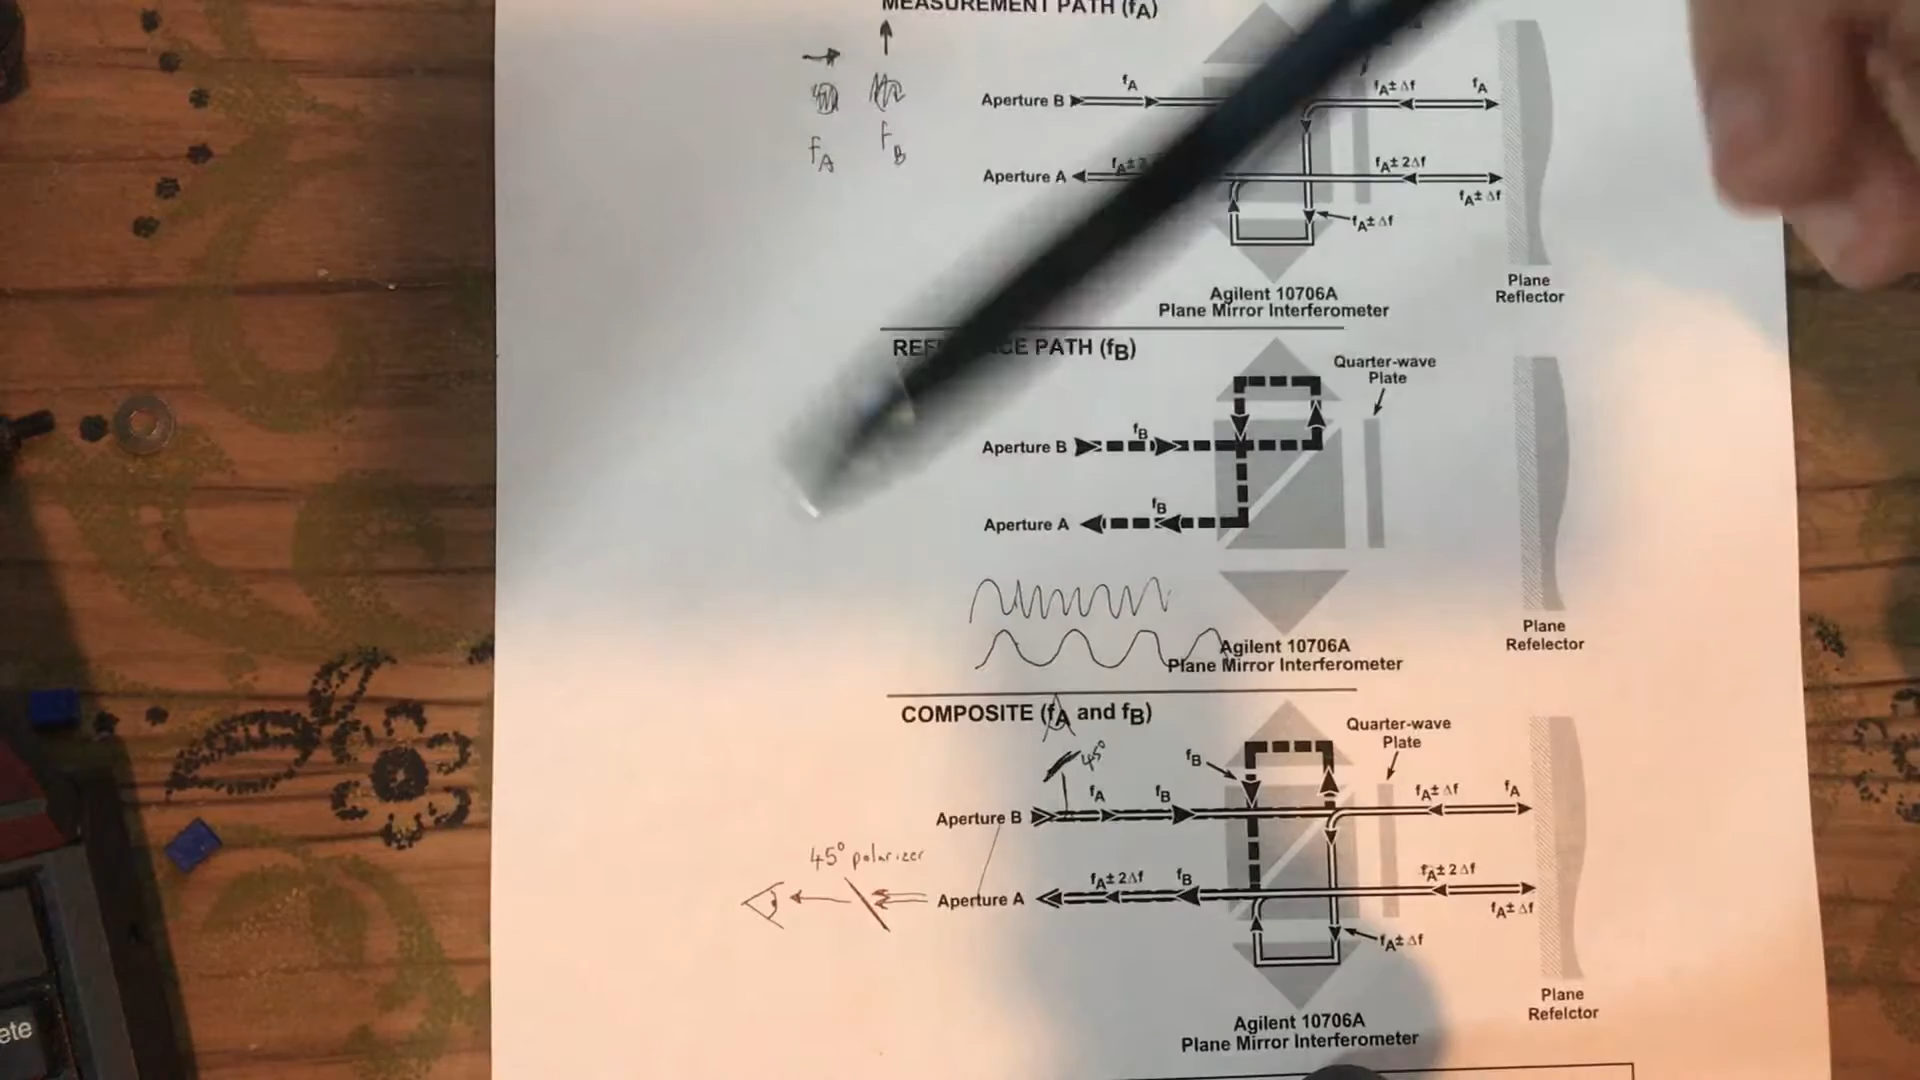 MEASUREMENT PATH (fA)
fA
fB
Aperture B
fA
fA± Δf
fA
Aperture A
fA± 2Δf
fA± Δf
fA± Δf
Plane
Reflector
Agilent 10706A
Plane Mirror Interferometer
PATH (fB)
Quarter-wave
Plate
Aperture B
fB
Aperture A
fB
Plane
Refelector
Agilent 10706A
Plane Mirror Interferometer
COMPOSITE (fA and fB)
Quarter-wave
Plate
45°
fB
Aperture B
fA
fB
fA± Δf
fA
45° polarizer
Aperture A
fA± 2Δf
fB
fA± 2Δf
fA± Δf
fA± Δf
Plane
Refelctor
Agilent 10706A
Plane Mirror Interferometer
ete